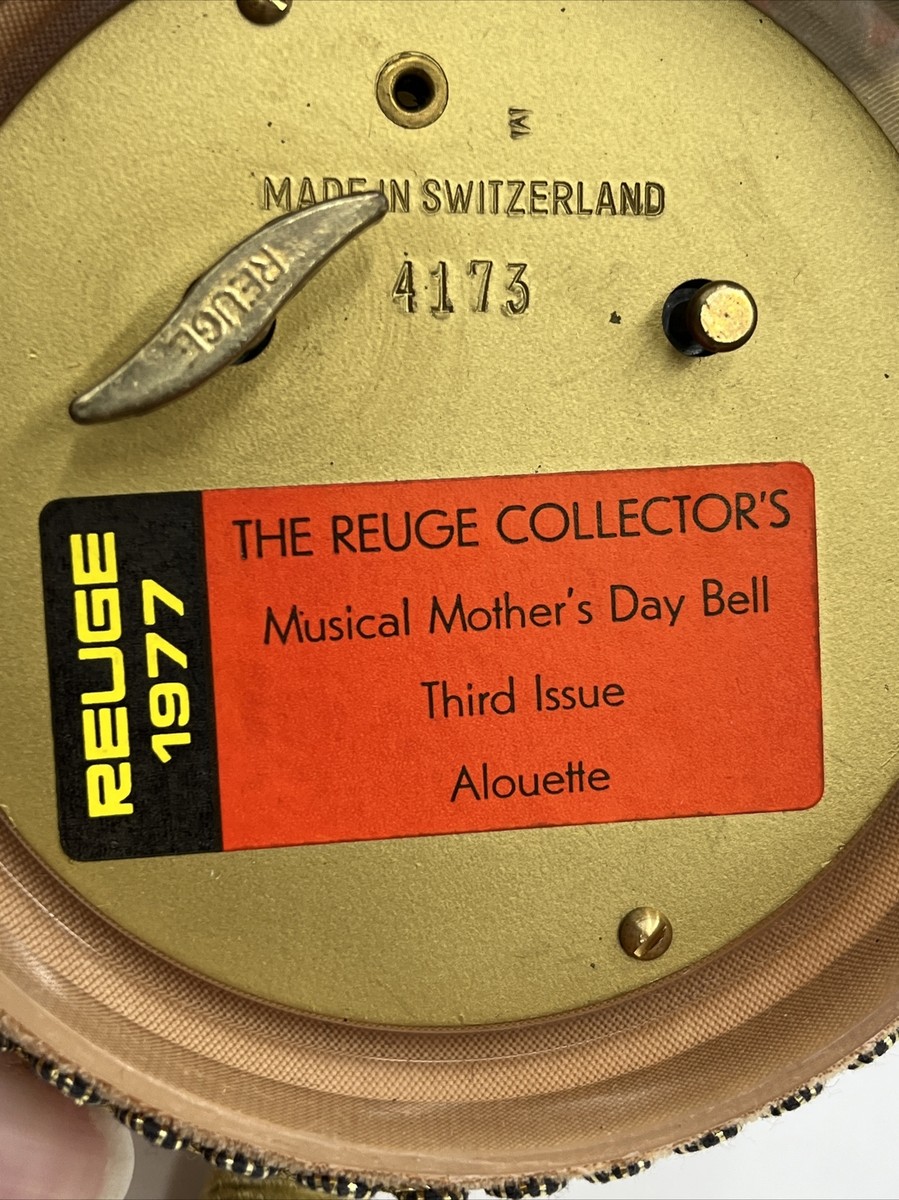 M
MADE IN SWITZERLAND
4173
REUGE
REUGE
1977
THE REUGE COLLECTOR'S
Musical Mother's Day Bell
Third Issue
Alouette